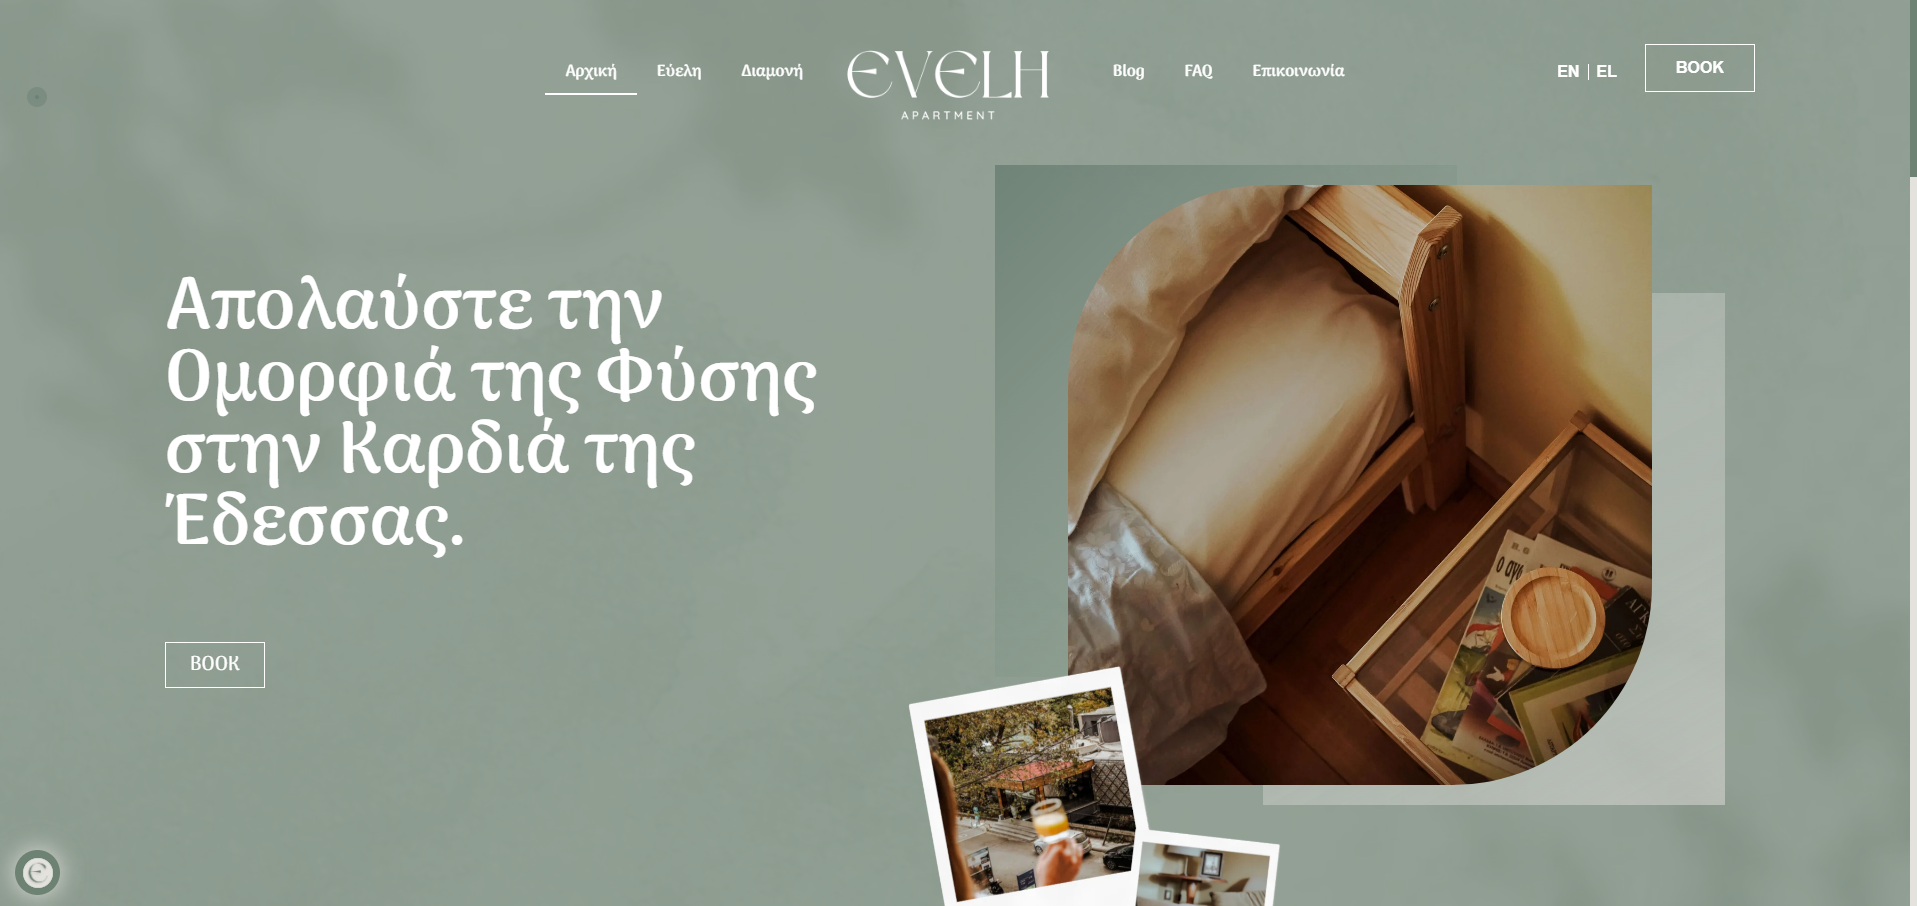 Αρχική
Εύελη
Διαμονή
EVELH
APARTMENT
Blog
FAQ
Επικοινωνία
EN | EL
BOOK
Απολαύστε την
Ομορφιά της Φύσης
στην Καρδιά της
Έδεσσας.
BOOK